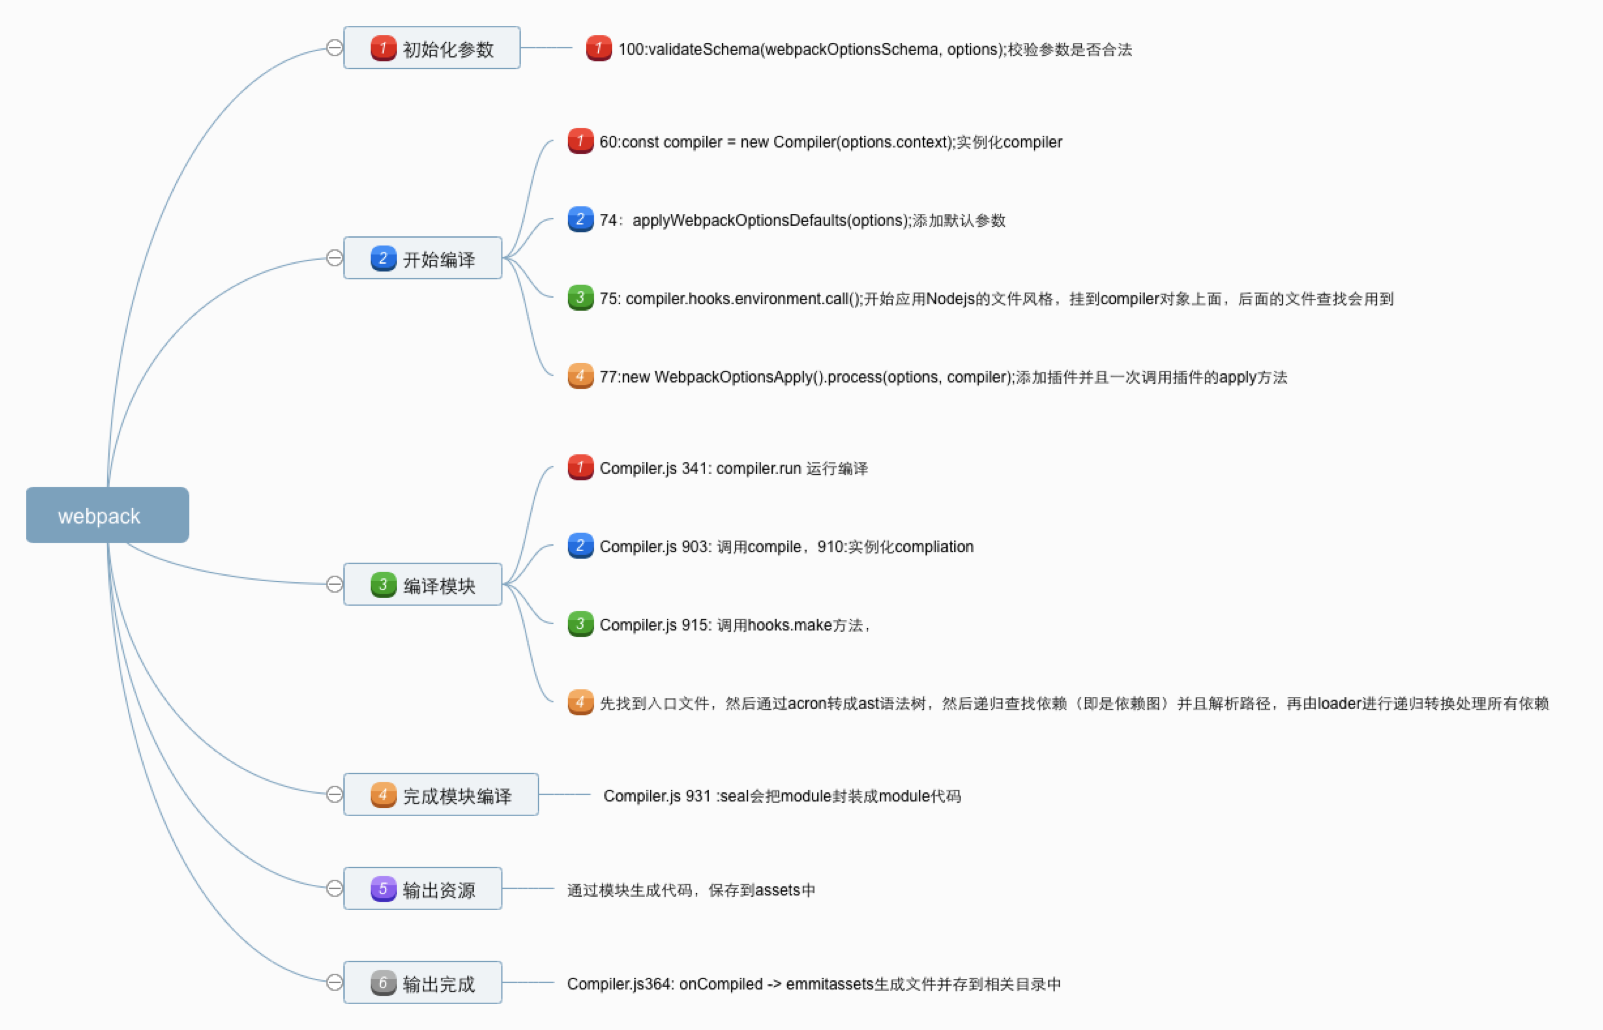 webpack
1 初始化参数
1 100:validateSchema(webpackOptionsSchema, options);校验参数是否合法
2 开始编译
1 60:const compiler = new Compiler(options.context);实例化compiler
2 74：applyWebpackOptionsDefaults(options);添加默认参数
3 75: compiler.hooks.environment.call();开始应用Nodejs的文件风格，挂到compiler对象上面，后面的文件查找会用到
4 77:new WebpackOptionsApply().process(options, compiler);添加插件并且一次调用插件的apply方法
3 编译模块
1 Compiler.js 341: compiler.run 运行编译
2 Compiler.js 903: 调用compile，910:实例化compliation
3 Compiler.js 915: 调用hooks.make方法，
4 先找到入口文件，然后通过acron转成ast语法树，然后递归查找依赖（即是依赖图）并且解析路径，再由loader进行递归转换处理所有依赖
4 完成模块编译
Compiler.js 931 :seal会把module封装成module代码
5 输出资源
通过模块生成代码，保存到assets中
6 输出完成
Compiler.js364: onCompiled -> emmitassets生成文件并存到相关目录中